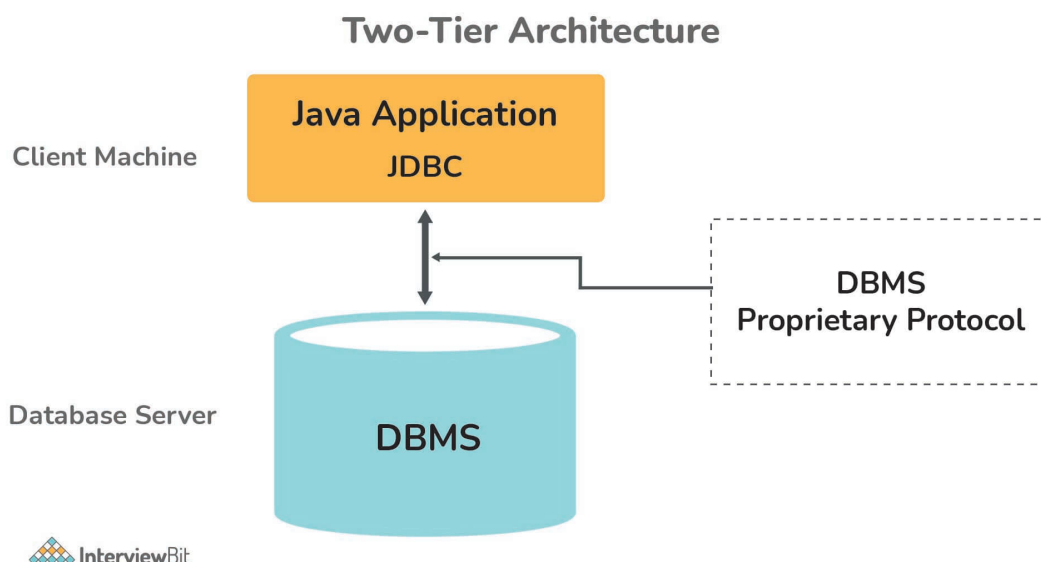 Two-Tier Architecture
Java Application
JDBC
Client Machine
DBMS
Proprietary Protocol
Database Server
DBMS
InterviewBit